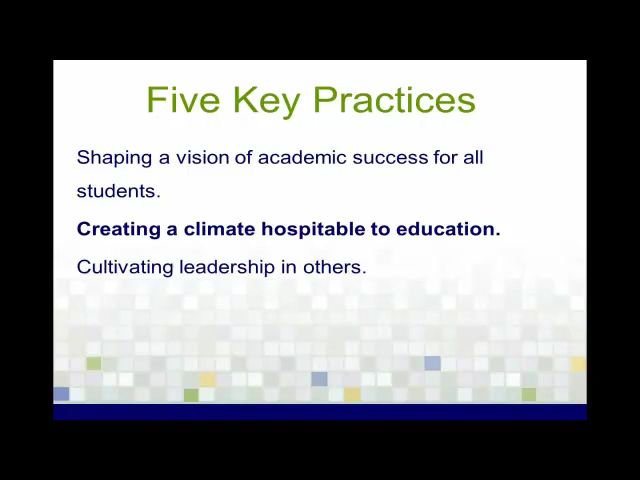 Five Key Practices
Shaping a vision of academic success for all
students.
Creating a climate hospitable to education.
Cultivating leadership in others.